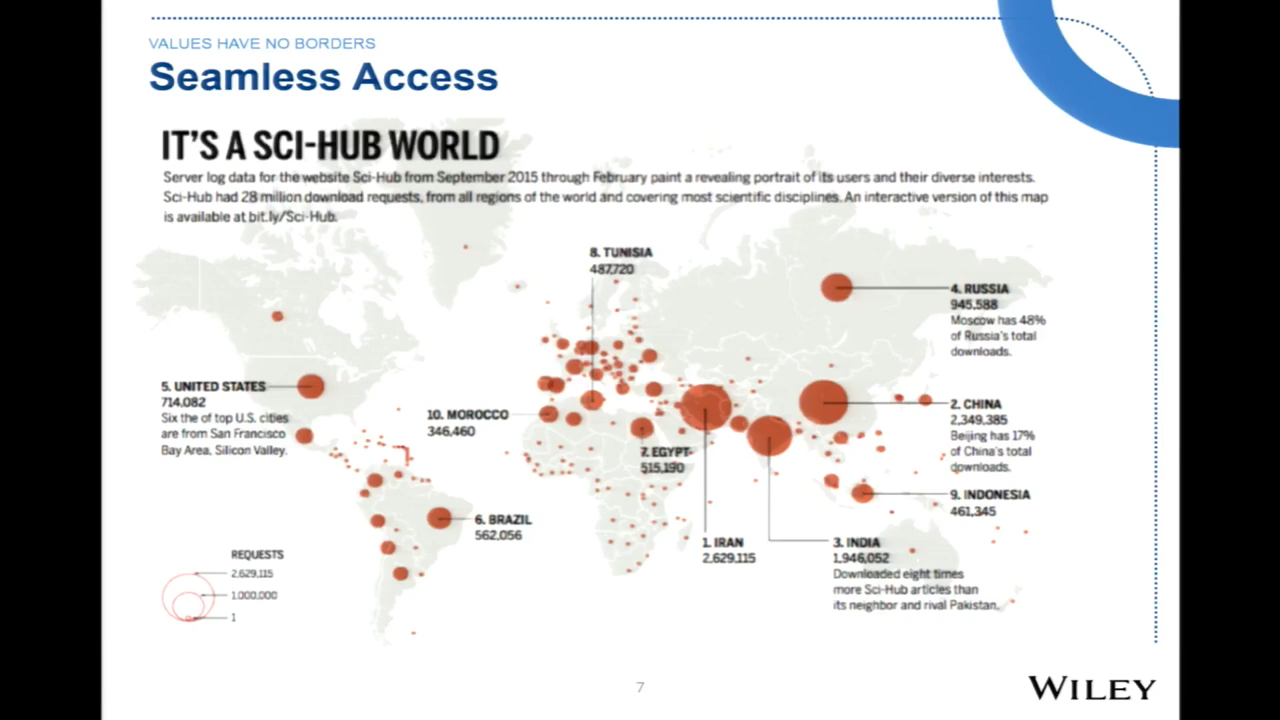 VALUES HAVE NO BORDERS
Seamless Access
IT'S A SCI-HUB WORLD
Server log data for the website Sci-Hub from September 2015 through February paint a revealing portrait of its users and their diverse interests.
Sci-Hub had 28 million download requests, from all regions of the world and covering most scientific disciplines. An interactive version of this map
is available at bit.ly/Sci-Hub.
8. TUNISIA
487,720
4. RUSSIA
945,588
Moscow has 48%
of Russia's total
downloads.
5. UNITED STATES
714,082
Six the of top U.S. cities
are from San Francisco
Bay Area, Silicon Valley.
10. MOROCCO
346,460
2. CHINA
2,349,385
Beijing has 17%
of China's total
downloads.
7. EGYPT
515,190
9. INDONESIA
461,345
6. BRAZIL
562,056
1. IRAN
2,629,115
3. INDIA
1,946,052
Downloaded eight times
more Sci-Hub articles than
its neighbor and rival Pakistan.
REQUESTS
2,629,115
1,000,000
1
7
WILEY